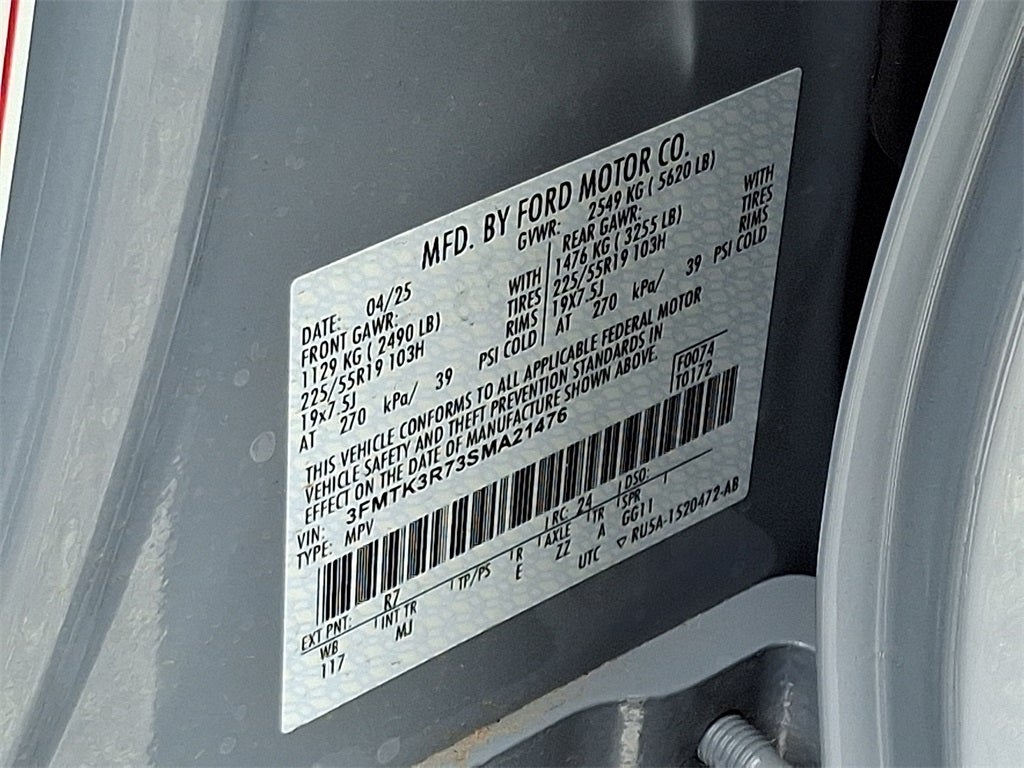 MFD. BY FORD MOTOR CO.
DATE: 04/25 GVWR: 2549 KG ( 5620 LB)
FRONT GAWR: REAR GAWR:
1129 KG ( 2490 LB) WITH 1476 KG ( 3255 LB) WITH
225/55R19 103H TIRES 225/55R19 103H TIRES
19x7.5J RIMS 19X7.5J RIMS
AT 270 kPa/ 39 PSI COLD AT 270 kPa/ 39 PSI COLD
THIS VEHICLE CONFORMS TO ALL APPLICABLE FEDERAL MOTOR
VEHICLE SAFETY AND THEFT PREVENTION STANDARDS IN
EFFECT ON THE DATE OF MANUFACTURE SHOWN ABOVE.
VIN: 3FMTK3R73SMA21476 F0074
TYPE: MPV T0172
EXT PNT: R7 RC: 24 DSO:
WB INT TR TP/PS R AXLE TR SPR
117 MJ E ZZ A GG11
UTC ▽ RU5A-1520472-AB